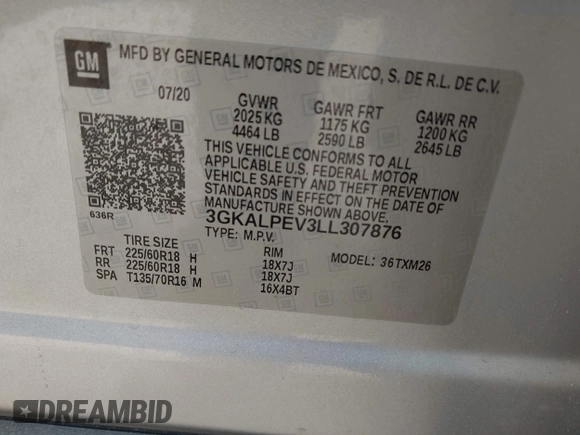 GM
MFD BY GENERAL MOTORS DE MEXICO, S. DE R.L. DE C.V.
07/20 GVWR GAWR FRT GAWR RR
2025 KG 1175 KG 1200 KG
4464 LB 2590 LB 2645 LB
THIS VEHICLE CONFORMS TO ALL
APPLICABLE U.S. FEDERAL MOTOR
VEHICLE SAFETY AND THEFT PREVENTION
STANDARDS IN EFFECT ON THE DATE OF
MANUFACTURE SHOWN ABOVE.
636R 3GKALPEV3LL307876
TYPE: M.P.V.
TIRE SIZE RIM MODEL: 36TXM26
FRT 225/60R18 H 18X7J
RR 225/60R18 H 18X7J
SPA T135/70R16 M 16X4BT
DREAMBID